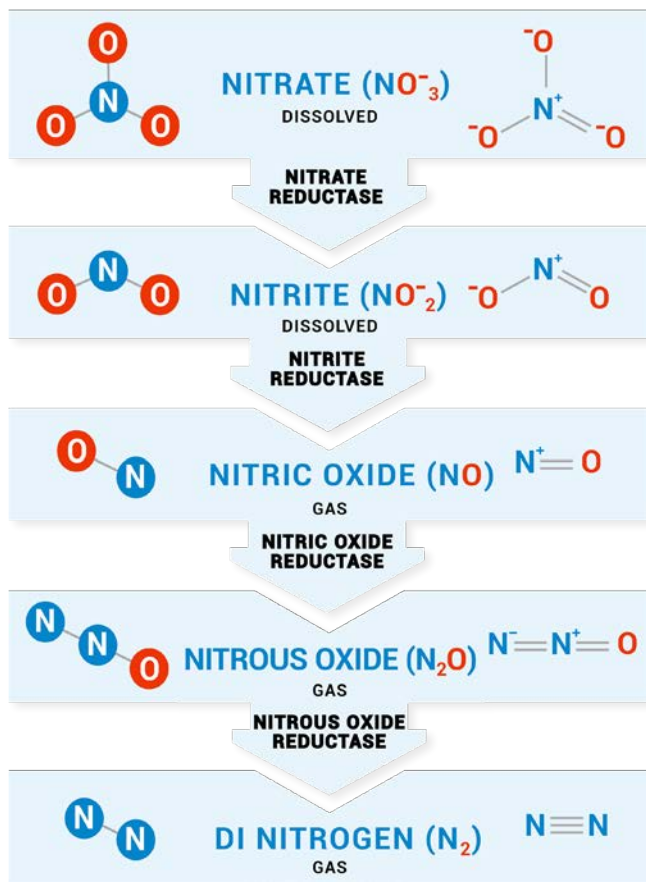 O
N
O O
NITRATE (NO⁻₃)
DISSOLVED
⁻O
N⁺
⁻O ⁻O
NITRATE
REDUCTASE
N
O O
NITRITE (NO⁻₂)
DISSOLVED
N⁺
⁻O O
NITRITE
REDUCTASE
O
N
NITRIC OXIDE (NO)
GAS
N⁺ O
NITRIC OXIDE
REDUCTASE
N
N
O
NITROUS OXIDE (N₂O)
GAS
N⁻ N⁺ O
NITROUS OXIDE
REDUCTASE
N
N
DI NITROGEN (N₂)
GAS
N≡N